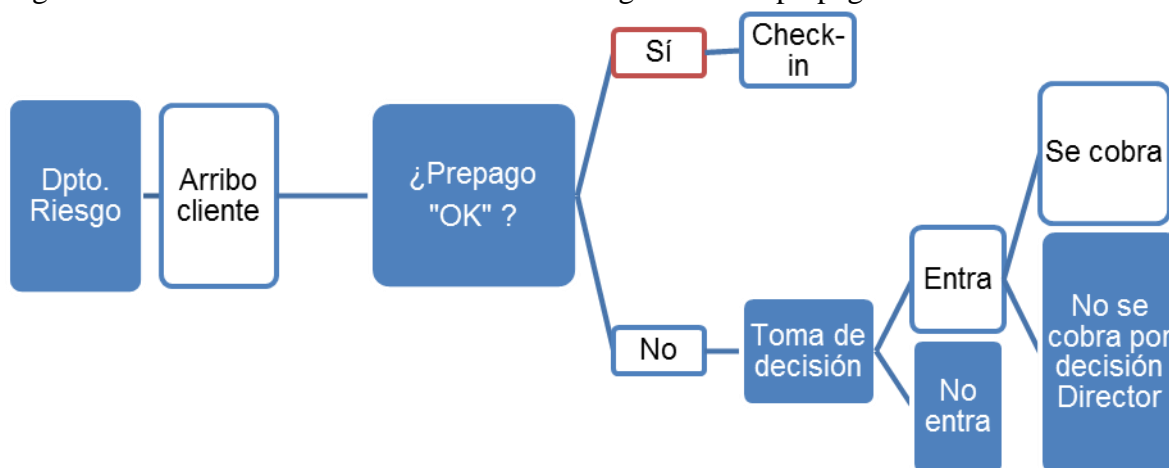 Sí
Check-
in
Dpto.
Riesgo
Arribo
cliente
¿Prepago
"OK" ?
Se cobra
Entra
No
Toma de
decisión
No
entra
No se
cobra por
decisión
Director